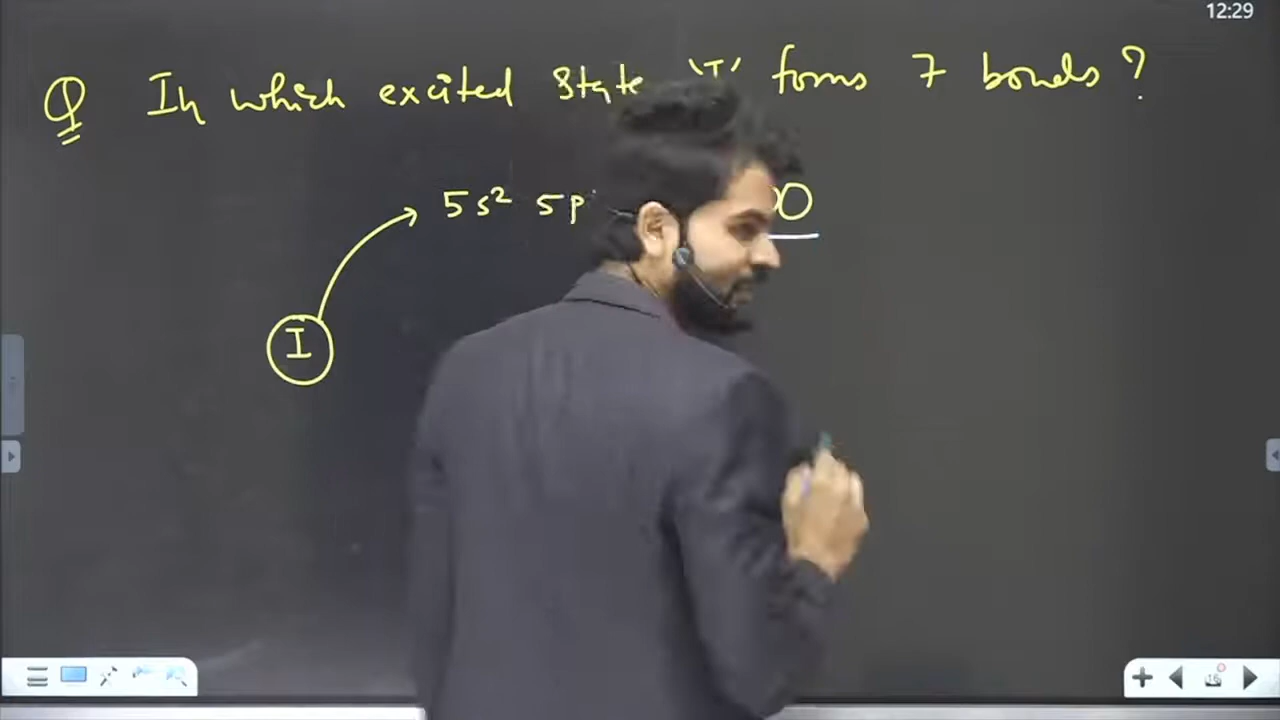 12:29
Q In which excited state 'I' forms 7 bonds ?
5s² 5p
I